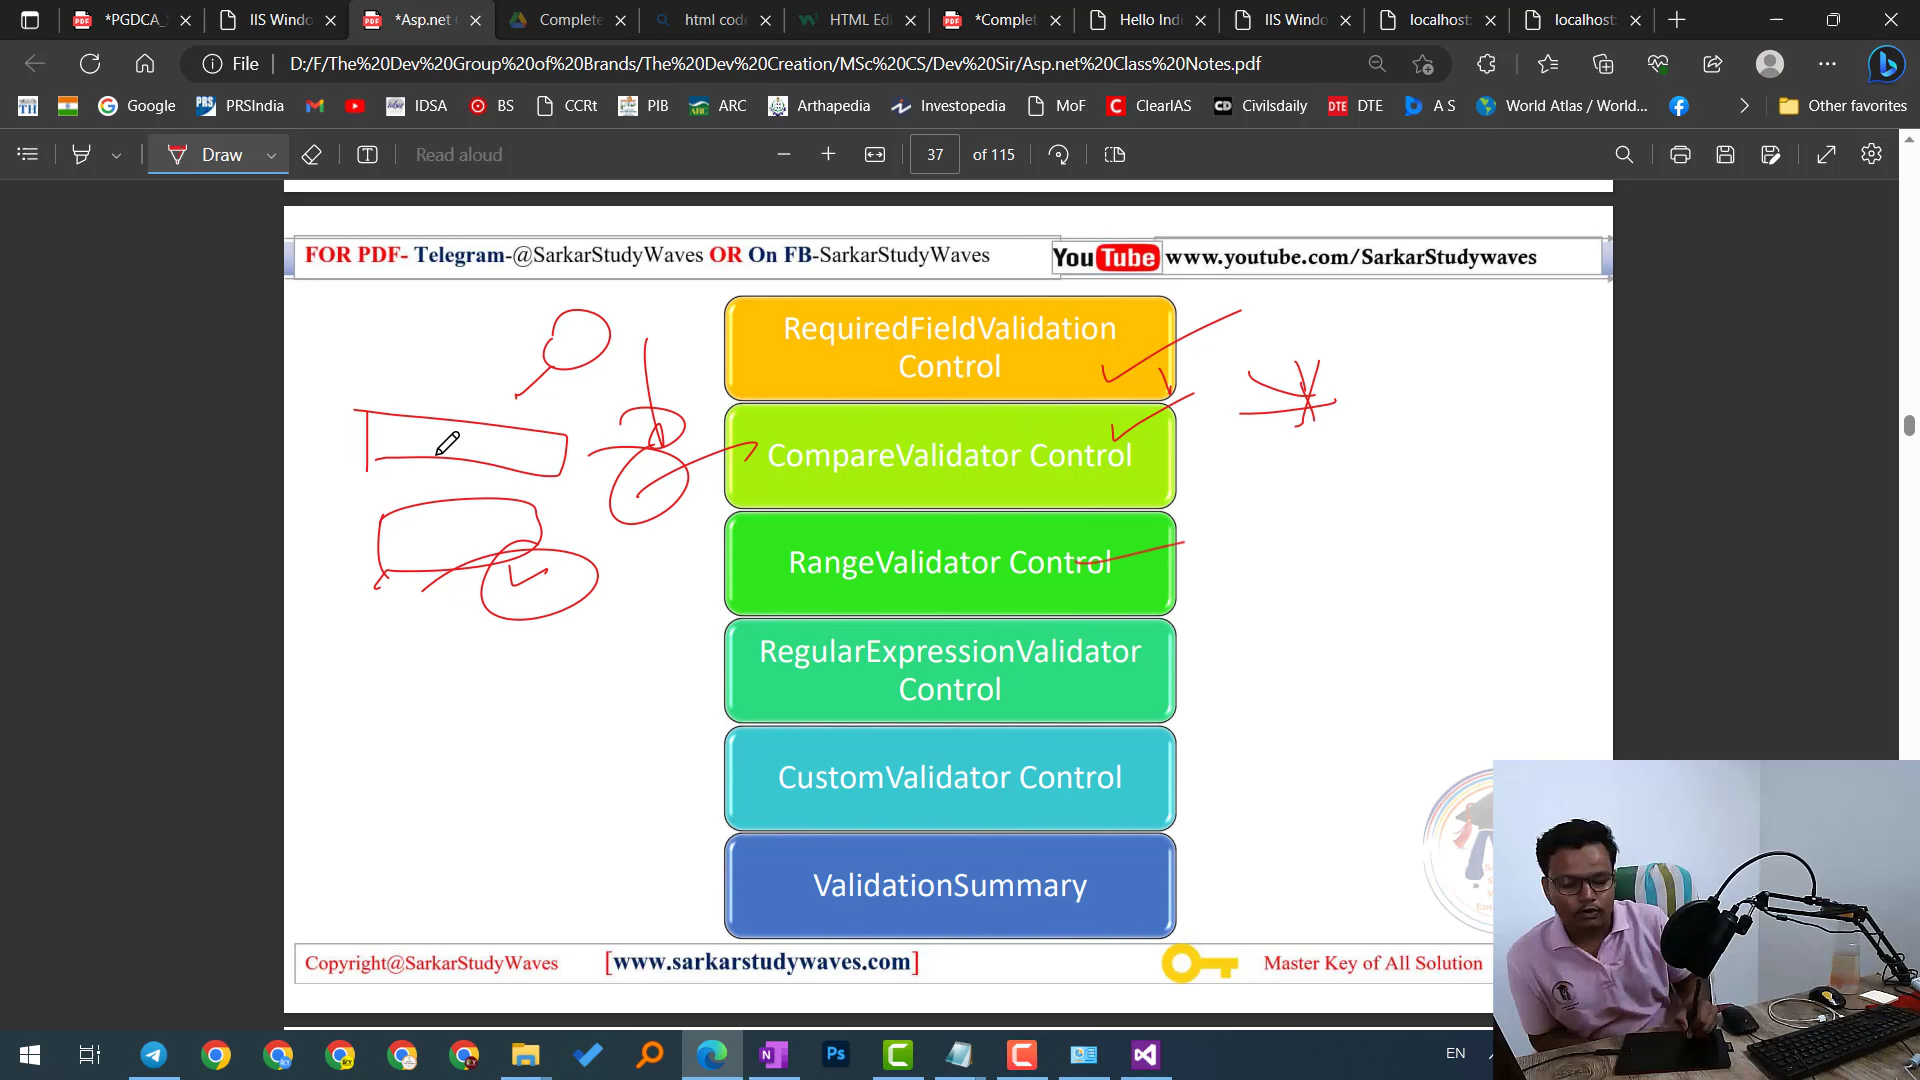 *PGDCA_
IIS Windo
*Asp.net
Complete
html code
HTML Edi
*Complet
Hello Indi
IIS Windo
localhost:
localhost:
File
D:/F/The%20Dev%20Group%20of%20Brands/The%20Dev%20Creation/MSc%20CS/Dev%20Sir/Asp.net%20Class%20Notes.pdf
TH
Google
PRSIndia
IDSA
BS
CCRt
PIB
ARC
Arthapedia
Investopedia
MoF
ClearIAS
Civilsdaily
DTE
A S
World Atlas / World...
Other favorites
Draw
Read aloud
37
of 115
FOR PDF- Telegram-@SarkarStudyWaves OR On FB-SarkarStudyWaves
YouTube
www.youtube.com/SarkarStudywaves
RequiredFieldValidation
Control
CompareValidator Control
RangeValidator Control
RegularExpressionValidator
Control
CustomValidator Control
ValidationSummary
Copyright@SarkarStudyWaves
[www.sarkarstudywaves.com]
Master Key of All Solution
EN